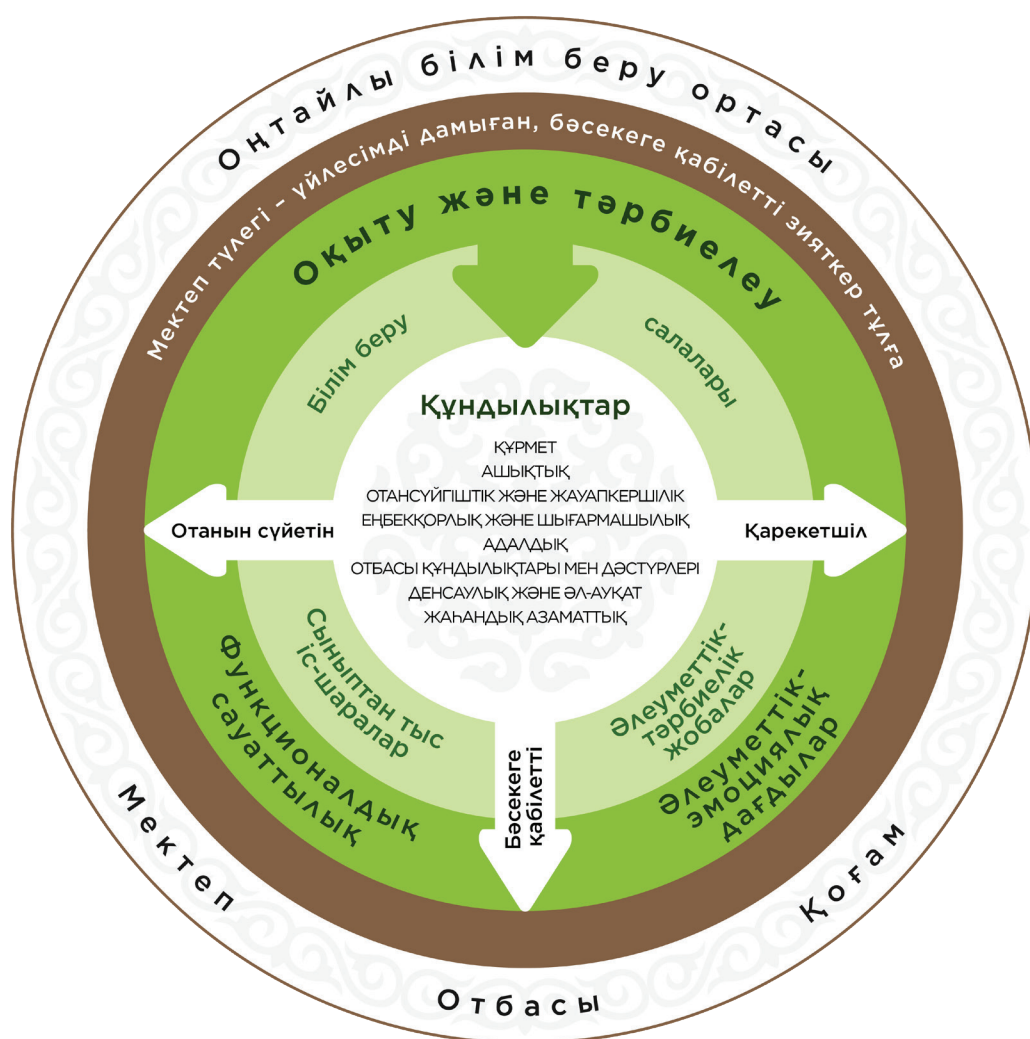 Оңтайлы білім беру ортасы
Мектеп түлегі – үйлесімді дамыған, бәсекеге қабілетті зияткер тұлға
Оқыту және тәрбиелеу
Білім беру
салалары
Құндылықтар
ҚҰРМЕТ
АШЫҚТЫҚ
ОТАНСҮЙГІШТІК ЖӘНЕ ЖАУАПКЕРШІЛІК
ЕҢБЕКҚОРЛЫҚ ЖӘНЕ ШЫҒАРМАШЫЛЫҚ
АДАЛДЫҚ
ОТБАСЫ ҚҰНДЫЛЫҚТАРЫ МЕН ДӘСТҮРЛЕРІ
ДЕНСАУЛЫҚ ЖӘНЕ ӘЛ-АУҚАТ
ЖАҺАНДЫҚ АЗАМАТТЫҚ
Отанын сүйетін
Қарекетшіл
Бәсекеге
қабілетті
Сыныптан тыс
іс-шаралар
Әлеуметтік-
тәрбиелік
жобалар
Функционалдық
сауаттылық
Әлеуметтік-
эмоциялық
дағдылар
Мектеп
Отбасы
Қоғам